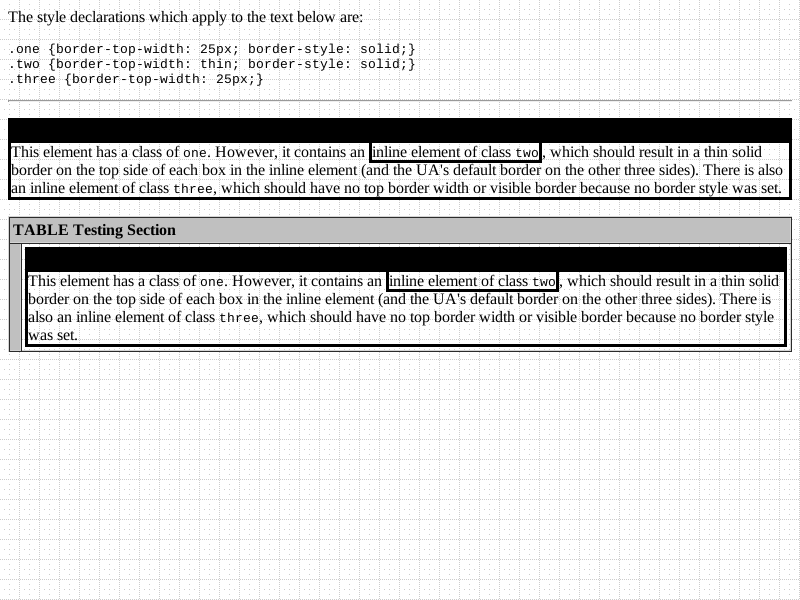 The style declarations which apply to the text below are:
.one {border-top-width: 25px; border-style: solid;}
.two {border-top-width: thin; border-style: solid;}
.three {border-top-width: 25px;}
This element has a class of one. However, it contains an inline element of class two, which should result in a thin solid
border on the top side of each box in the inline element (and the UA's default border on the other three sides). There is also
an inline element of class three, which should have no top border width or visible border because no border style was set.
TABLE Testing Section
This element has a class of one. However, it contains an inline element of class two, which should result in a thin solid
border on the top side of each box in the inline element (and the UA's default border on the other three sides). There is
also an inline element of class three, which should have no top border width or visible border because no border style
was set.